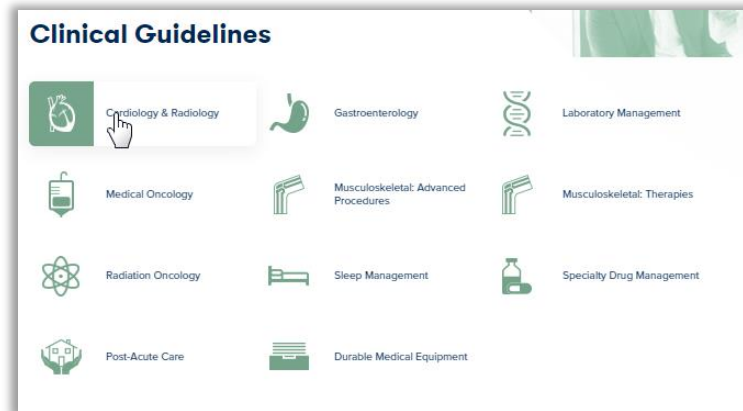 Clinical Guidelines
Cardiology & Radiology
Gastroenterology
Laboratory Management
Medical Oncology
Musculoskeletal: Advanced
Procedures
Musculoskeletal: Therapies
Radiation Oncology
Sleep Management
Specialty Drug Management
Post-Acute Care
Durable Medical Equipment